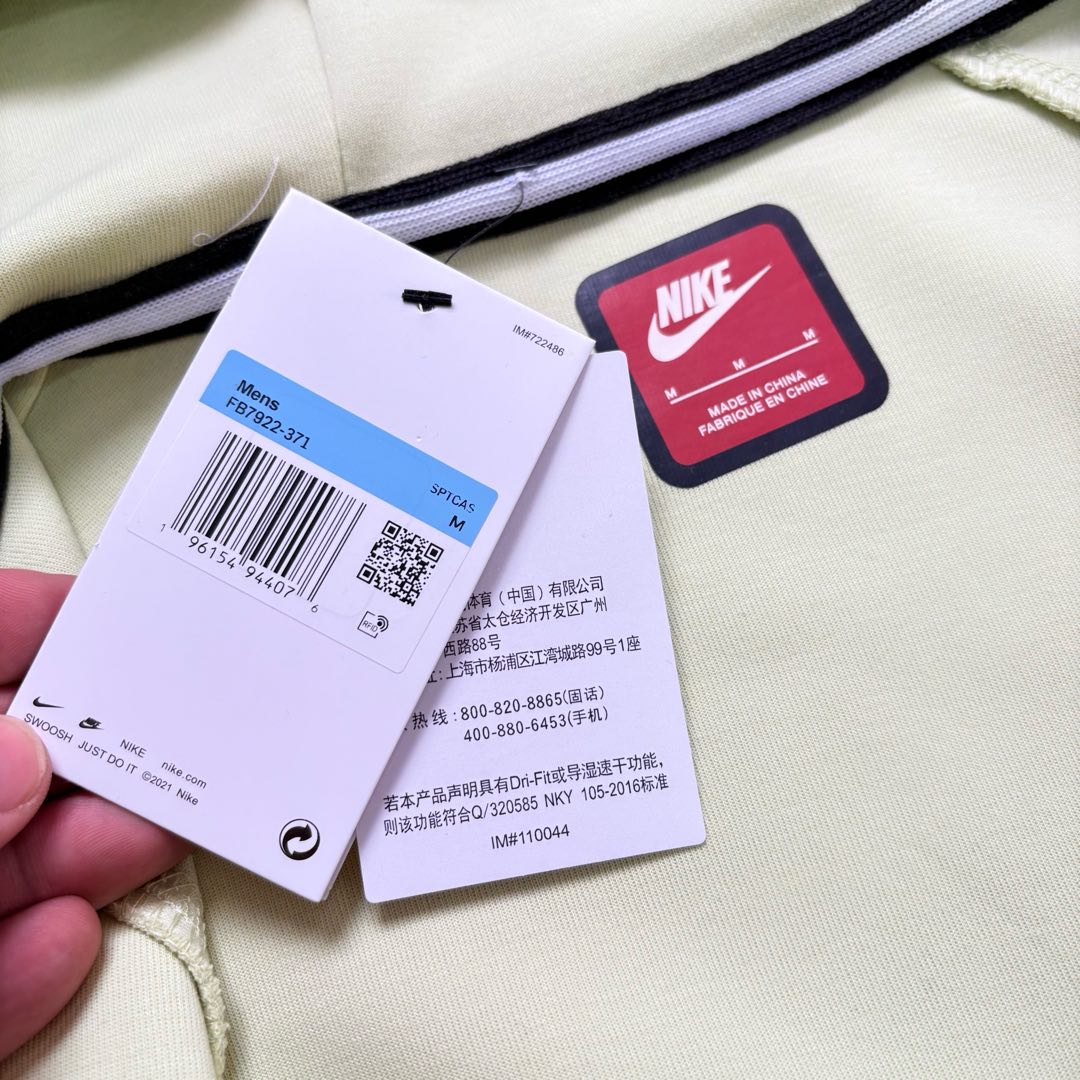 IM#722486
Mens
FB7922-371
SPTCAS
M
1 96154 94407 6
RFID
NIKE nike.com
SWOOSH JUST DO IT ©2021 Nike
NIKE
M M M
MADE IN CHINA
FABRIQUE EN CHINE
体育（中国）有限公司
苏省太仓经济开发区广州
西路88号
:上海市杨浦区江湾城路99号1座
热线:800-820-8865(固话)
400-880-6453(手机)
若本产品声明具有Dri-Fit或导湿速干功能，
则该功能符合Q/320585 NKY 105-2016标准
IM#110044